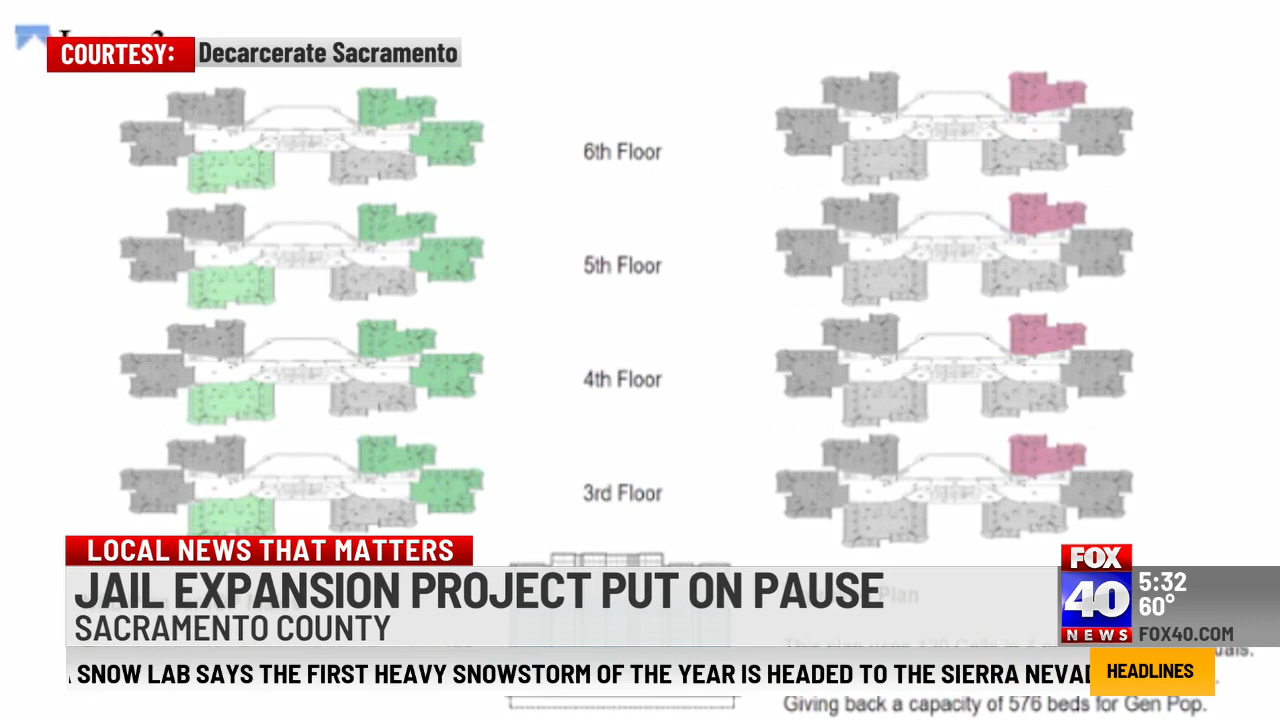 COURTESY: Decarcerate Sacramento
6th Floor
5th Floor
4th Floor
3rd Floor
LOCAL NEWS THAT MATTERS
JAIL EXPANSION PROJECT PUT ON PAUSE
SACRAMENTO COUNTY
FOX
40
NEWS
5:32
60°
FOX40.COM
Plan
SNOW LAB SAYS THE FIRST HEAVY SNOWSTORM OF THE YEAR IS HEADED TO THE SIERRA NEVAD
HEADLINES
Giving back a capacity of 576 beds for Gen Pop.